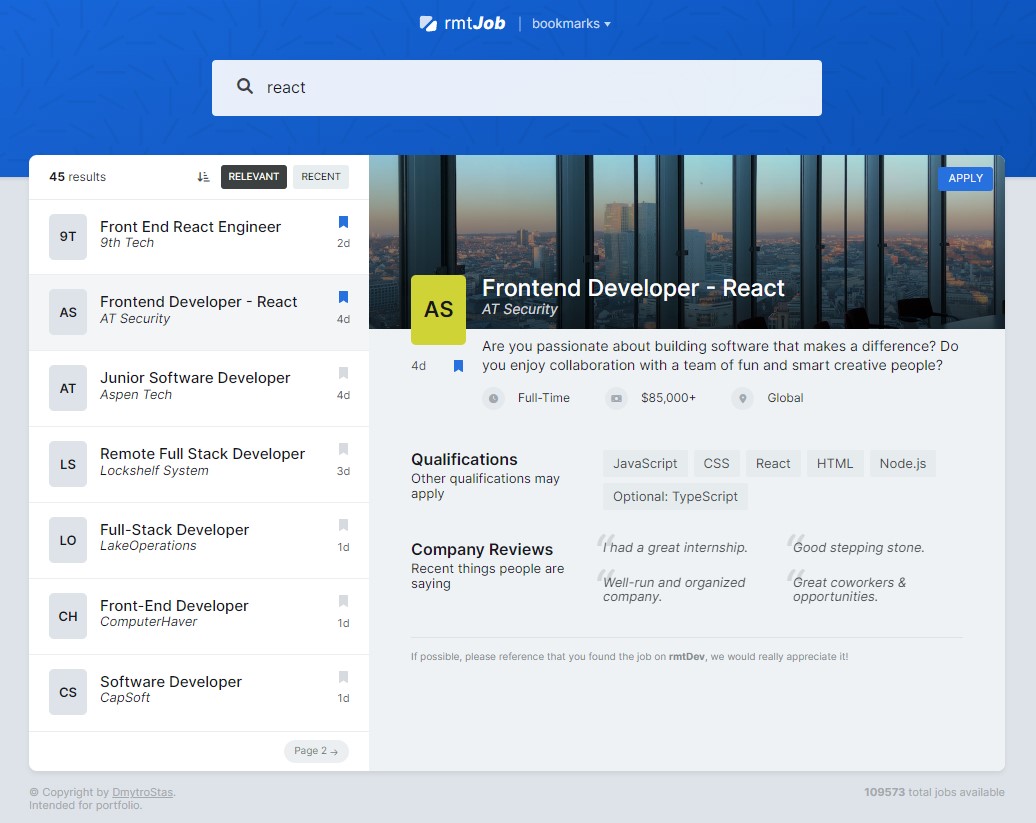 rmtJob | bookmarks
react
45 results
RELEVANT
RECENT
9T
Front End React Engineer
9th Tech
2d
AS
Frontend Developer - React
AT Security
4d
AT
Junior Software Developer
Aspen Tech
4d
LS
Remote Full Stack Developer
Lockshelf System
3d
LO
Full-Stack Developer
LakeOperations
1d
CH
Front-End Developer
ComputerHaver
1d
CS
Software Developer
CapSoft
1d
Page 2 →
APPLY
AS
Frontend Developer - React
AT Security
4d
Are you passionate about building software that makes a difference? Do
you enjoy collaboration with a team of fun and smart creative people?
Full-Time
$85,000+
Global
Qualifications
Other qualifications may
apply
JavaScript
CSS
React
HTML
Node.js
Optional: TypeScript
Company Reviews
Recent things people are
saying
“I had a great internship.
“Good stepping stone.
“Well-run and organized
company.
“Great coworkers &
opportunities.
If possible, please reference that you found the job on rmtDev, we would really appreciate it!
© Copyright by DmytroStas.
Intended for portfolio.
109573 total jobs available